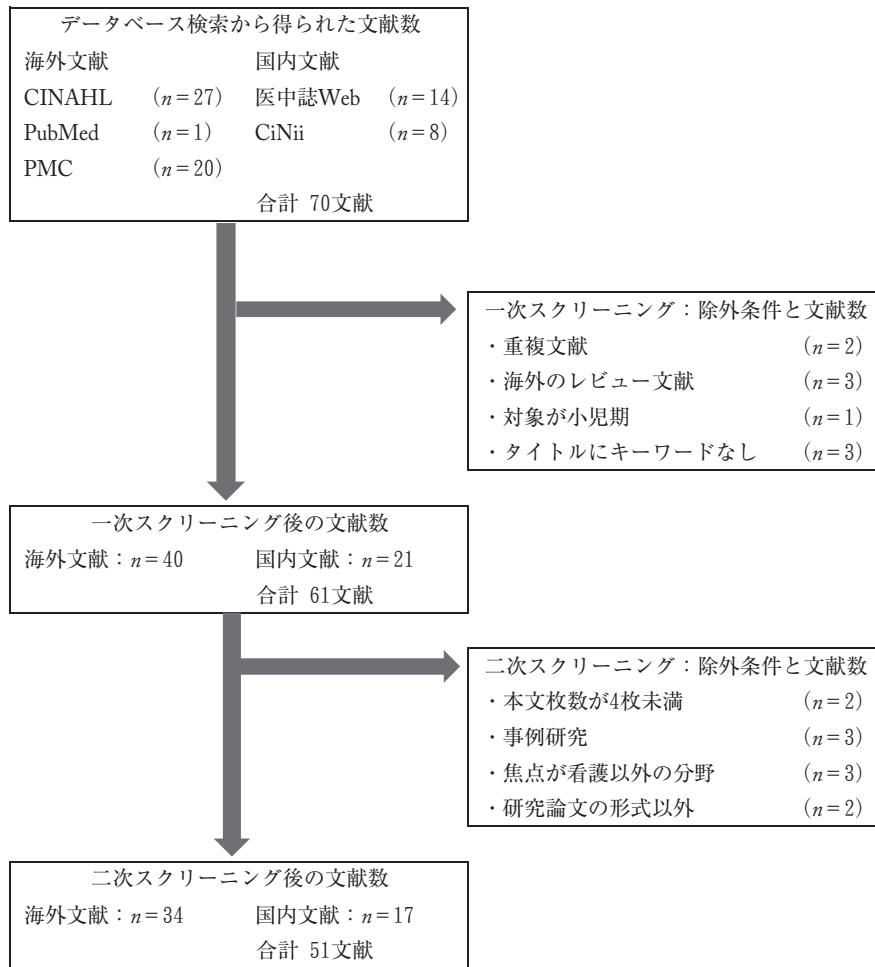 データベース検索から得られた文献数
海外文献 国内文献
CINAHL (n=27) 医中誌Web (n=14)
PubMed (n=1) CiNii (n=8)
PMC (n=20)
合計 70文献
一次スクリーニング：除外条件と文献数
・重複文献 (n=2)
・海外のレビュー文献 (n=3)
・対象が小児期 (n=1)
・タイトルにキーワードなし (n=3)
一次スクリーニング後の文献数
海外文献：n=40 国内文献：n=21
合計 61文献
二次スクリーニング：除外条件と文献数
・本文枚数が4枚未満 (n=2)
・事例研究 (n=3)
・焦点が看護以外の分野 (n=3)
・研究論文の形式以外 (n=2)
二次スクリーニング後の文献数
海外文献：n=34 国内文献：n=17
合計 51文献